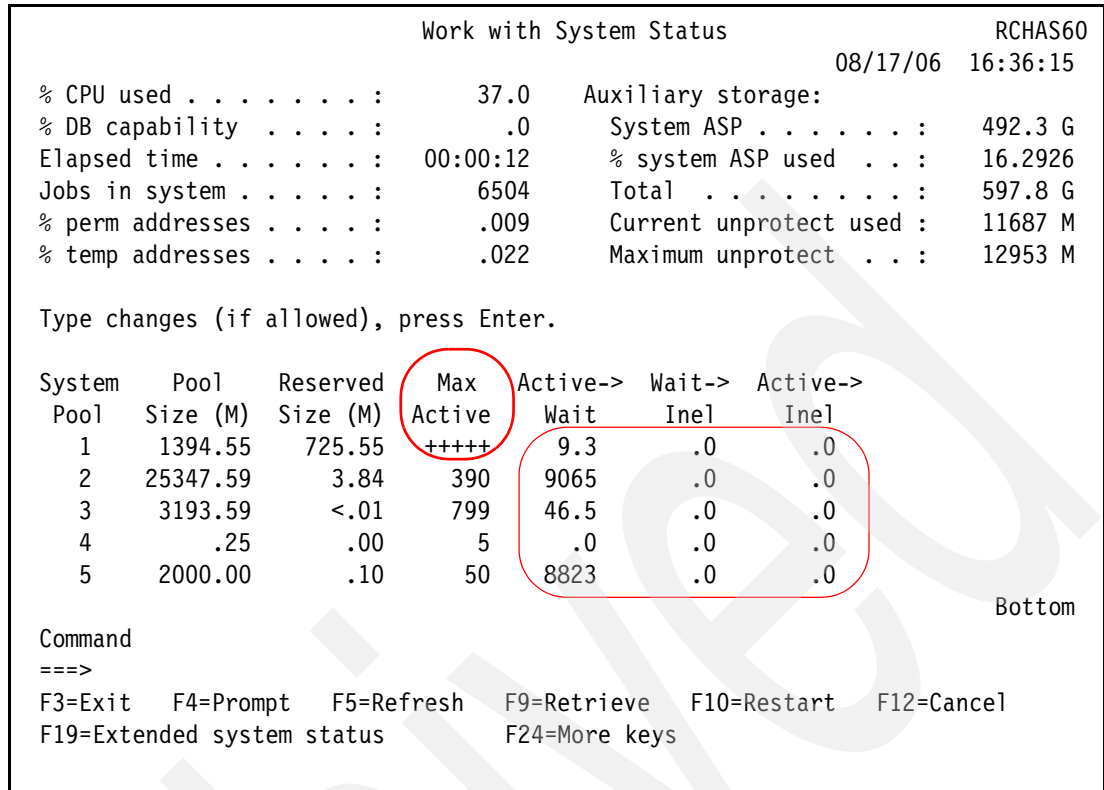 Work with System Status RCHAS60
08/17/06 16:36:15
% CPU used . . . . . . . : 37.0 Auxiliary storage:
% DB capability . . . . : .0 System ASP . . . . . . : 492.3 G
Elapsed time . . . . . . : 00:00:12 % system ASP used . . : 16.2926
Jobs in system . . . . . : 6504 Total . . . . . . . . : 597.8 G
% perm addresses . . . . : .009 Current unprotect used : 11687 M
% temp addresses . . . . : .022 Maximum unprotect . . : 12953 M
Type changes (if allowed), press Enter.
System Pool Reserved Max Active-> Wait-> Active->
Pool Size (M) Size (M) Active Wait Inel Inel
1 1394.55 725.55 +++++ 9.3 .0 .0
2 25347.59 3.84 390 9065 .0 .0
3 3193.59 <.01 799 46.5 .0 .0
4 .25 .00 5 .0 .0 .0
5 2000.00 .10 50 8823 .0 .0
Bottom
Command
===>
F3=Exit F4=Prompt F5=Refresh F9=Retrieve F10=Restart F12=Cancel
F19=Extended system status F24=More keys